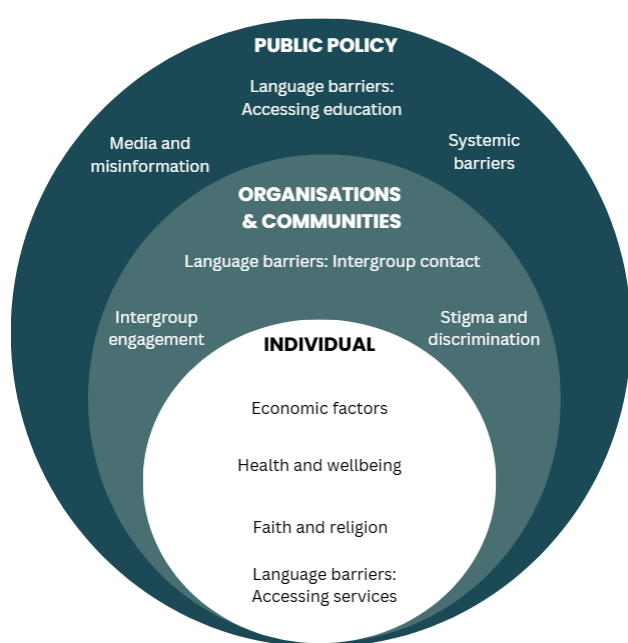 PUBLIC POLICY
Language barriers:
Accessing education
Media and
misinformation
Systemic
barriers
ORGANISATIONS
& COMMUNITIES
Language barriers: Intergroup contact
Intergroup
engagement
Stigma and
discrimination
INDIVIDUAL
Economic factors
Health and wellbeing
Faith and religion
Language barriers:
Accessing services